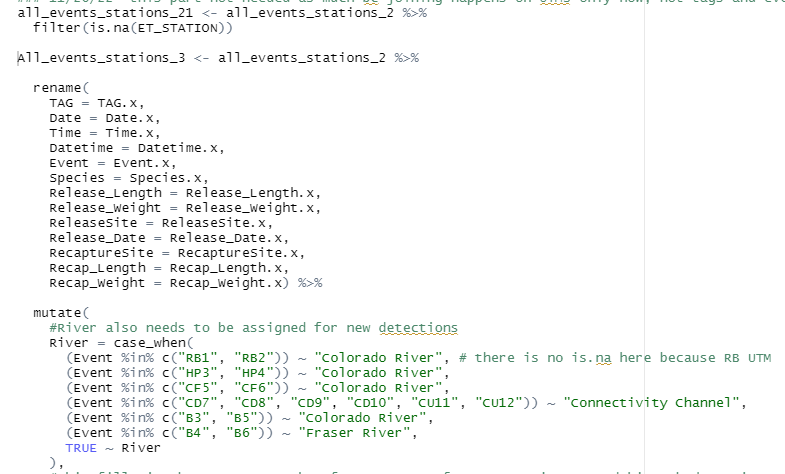 all_events_stations_21 <- all_events_stations_2 %>%
filter(is.na(ET_STATION))
All_events_stations_3 <- all_events_stations_2 %>%
rename(
TAG = TAG.x,
Date = Date.x,
Time = Time.x,
Datetime = Datetime.x,
Event = Event.x,
Species = Species.x,
Release_Length = Release_Length.x,
Release_Weight = Release_Weight.x,
ReleaseSite = ReleaseSite.x,
Release_Date = Release_Date.x,
RecaptureSite = RecaptureSite.x,
Recap_Length = Recap_Length.x,
Recap_Weight = Recap_Weight.x) %>%
mutate(
#River also needs to be assigned for new detections
River = case_when(
(Event %in% c("RB1", "RB2")) ~ "Colorado River", # there is no is.na here because RB UTM
(Event %in% c("HP3", "HP4")) ~ "Colorado River",
(Event %in% c("CF5", "CF6")) ~ "Colorado River",
(Event %in% c("CD7", "CD8", "CD9", "CD10", "CU11", "CU12")) ~ "Connectivity Channel",
(Event %in% c("B3", "B5")) ~ "Colorado River",
(Event %in% c("B4", "B6")) ~ "Fraser River",
TRUE ~ River
),